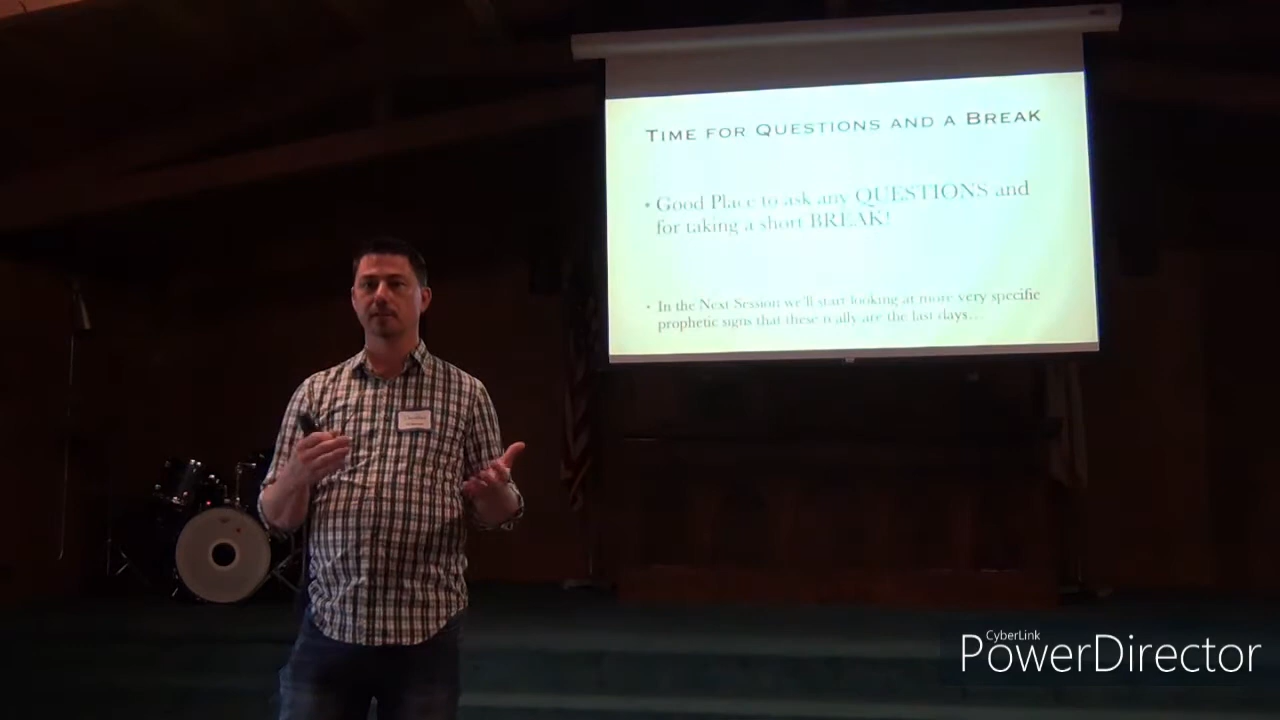 TIME FOR QUESTIONS AND A BREAK
• Good Place to ask any QUESTIONS and
for taking a short BREAK!
• In the Next Session we'll start looking at more very specific
prophetic signs that these really are the last days…
CyberLink
PowerDirector